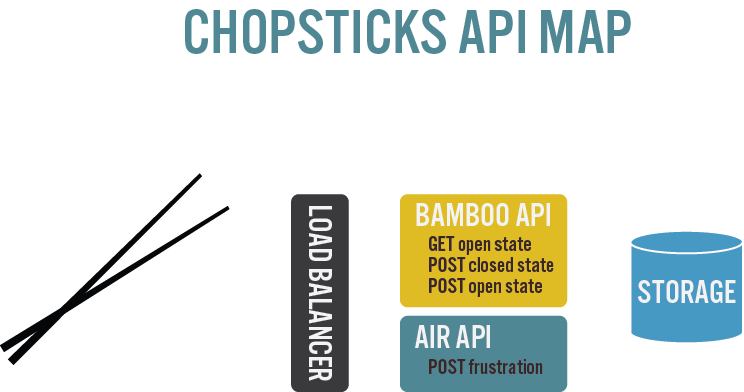 CHOPSTICKS API MAP
LOAD BALANCER
BAMBOO API
GET open state
POST closed state
POST open state
AIR API
POST frustration
STORAGE